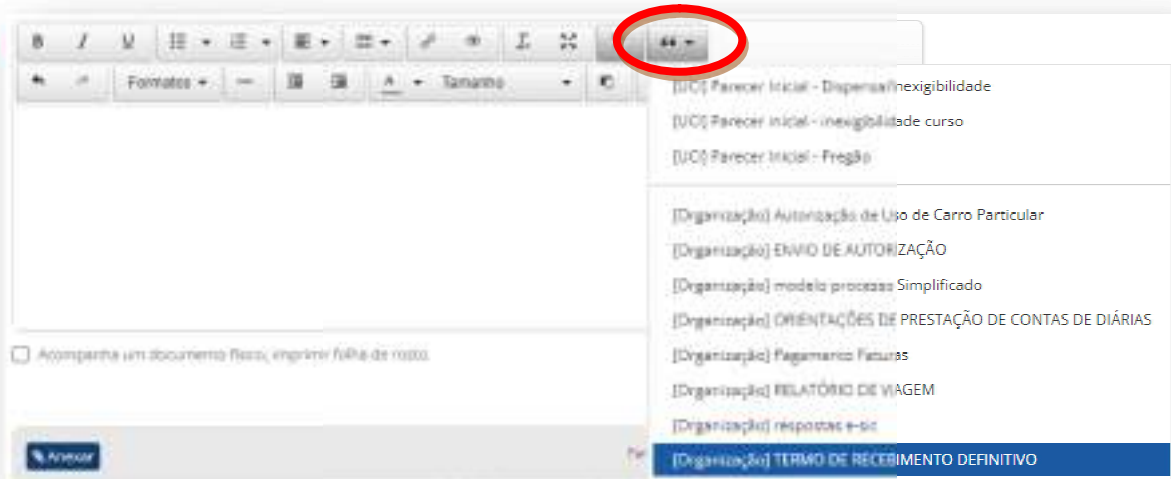 B I U
Formatos Tamanho
[UCI] Parecer Inicial - Dispensa/Inexigibilidade
[UCI] Parecer inicial - inexigibilidade curso
[UCI] Parecer Inicial - Pregão
[Organização] Autorização de Uso de Carro Particular
[Organização] ENVIO DE AUTORIZAÇÃO
[Organização] modelo processo Simplificado
[Organização] ORIENTAÇÕES DE PRESTAÇÃO DE CONTAS DE DIÁRIAS
[Organização] Pagamento Faturas
[Organização] RELATÓRIO DE VIAGEM
[Organização] respostas e-sic
[Organização] TERMO DE RECEBIMENTO DEFINITIVO
Acompanha um documento físico, imprimir folha de rosto.
Anexar